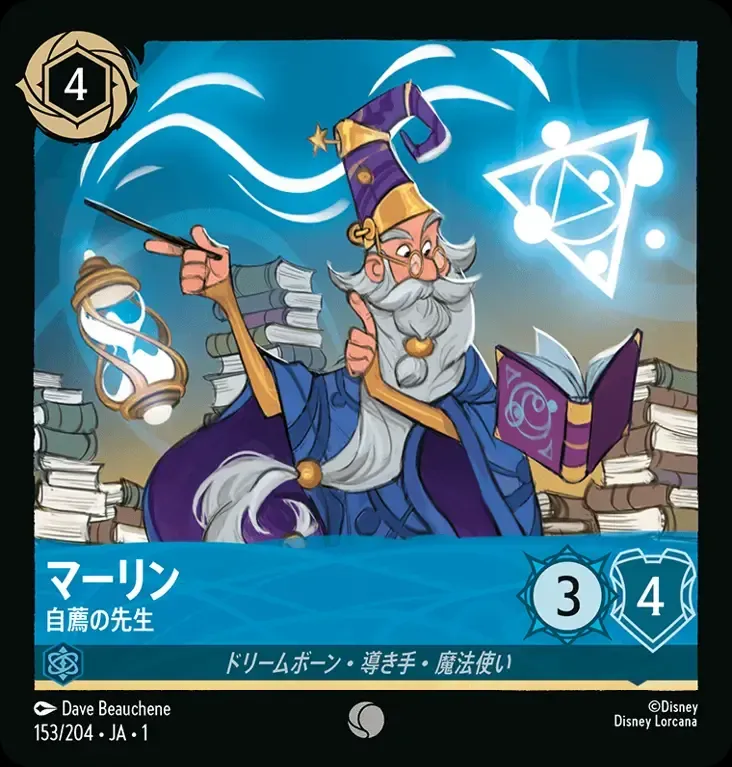 4
マーリン
自薦の先生
3
4
ドリームボーン・導き手・魔法使い
Dave Beauchene
153/204 • JA • 1
©Disney
Disney Lorcana